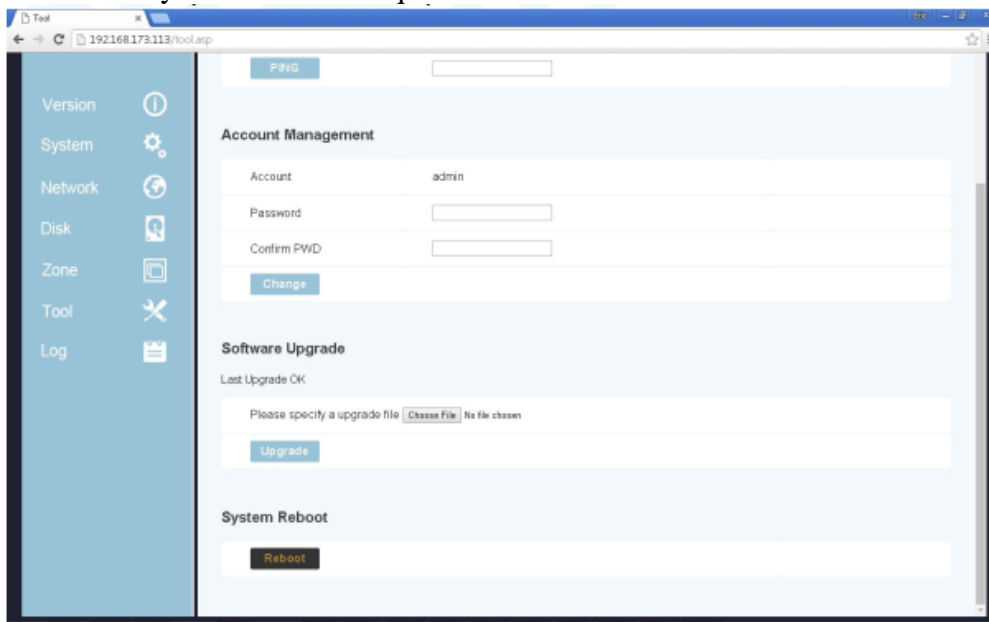 Tool
192.168.173.113/tool.asp
PING
Version
System
Network
Disk
Zone
Tool
Log
Account Management
Account admin
Password
Confirm PWD
Change
Software Upgrade
Last Upgrade OK
Please specify a upgrade file Choose File No file chosen
Upgrade
System Reboot
Reboot